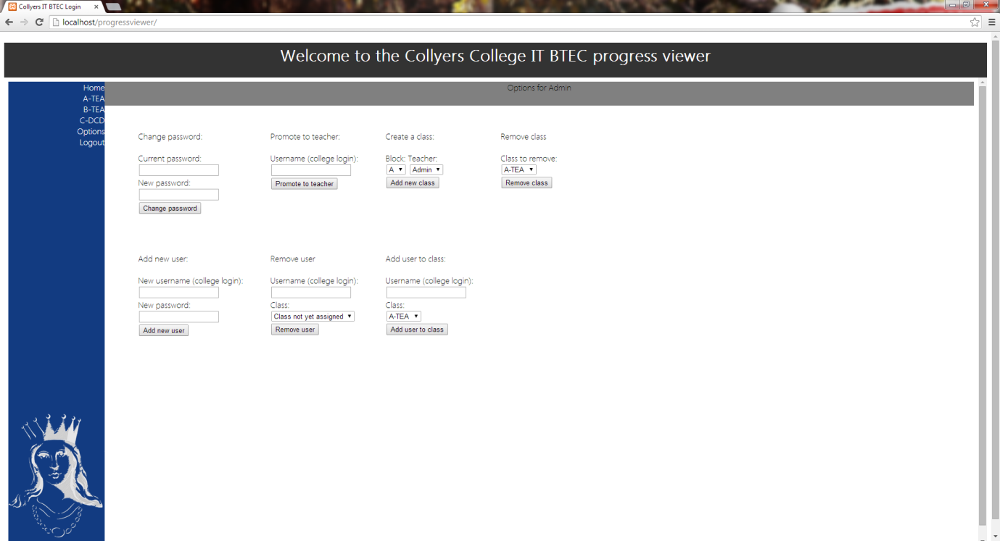 Collyers IT BTEC Login
localhost/progressviewer/
Welcome to the Collyers College IT BTEC progress viewer
Home
A-TEA
B-TEA
C-DCD
Options
Logout
Options for Admin
Change password:
Current password:
New password:
Change password
Promote to teacher:
Username (college login):
Promote to teacher
Create a class:
Block: Teacher:
A Admin
Add new class
Remove class
Class to remove:
A-TEA
Remove class
Add new user:
New username (college login):
New password:
Add new user
Remove user
Username (college login):
Class:
Class not yet assigned
Remove user
Add user to class:
Username (college login):
Class:
A-TEA
Add user to class